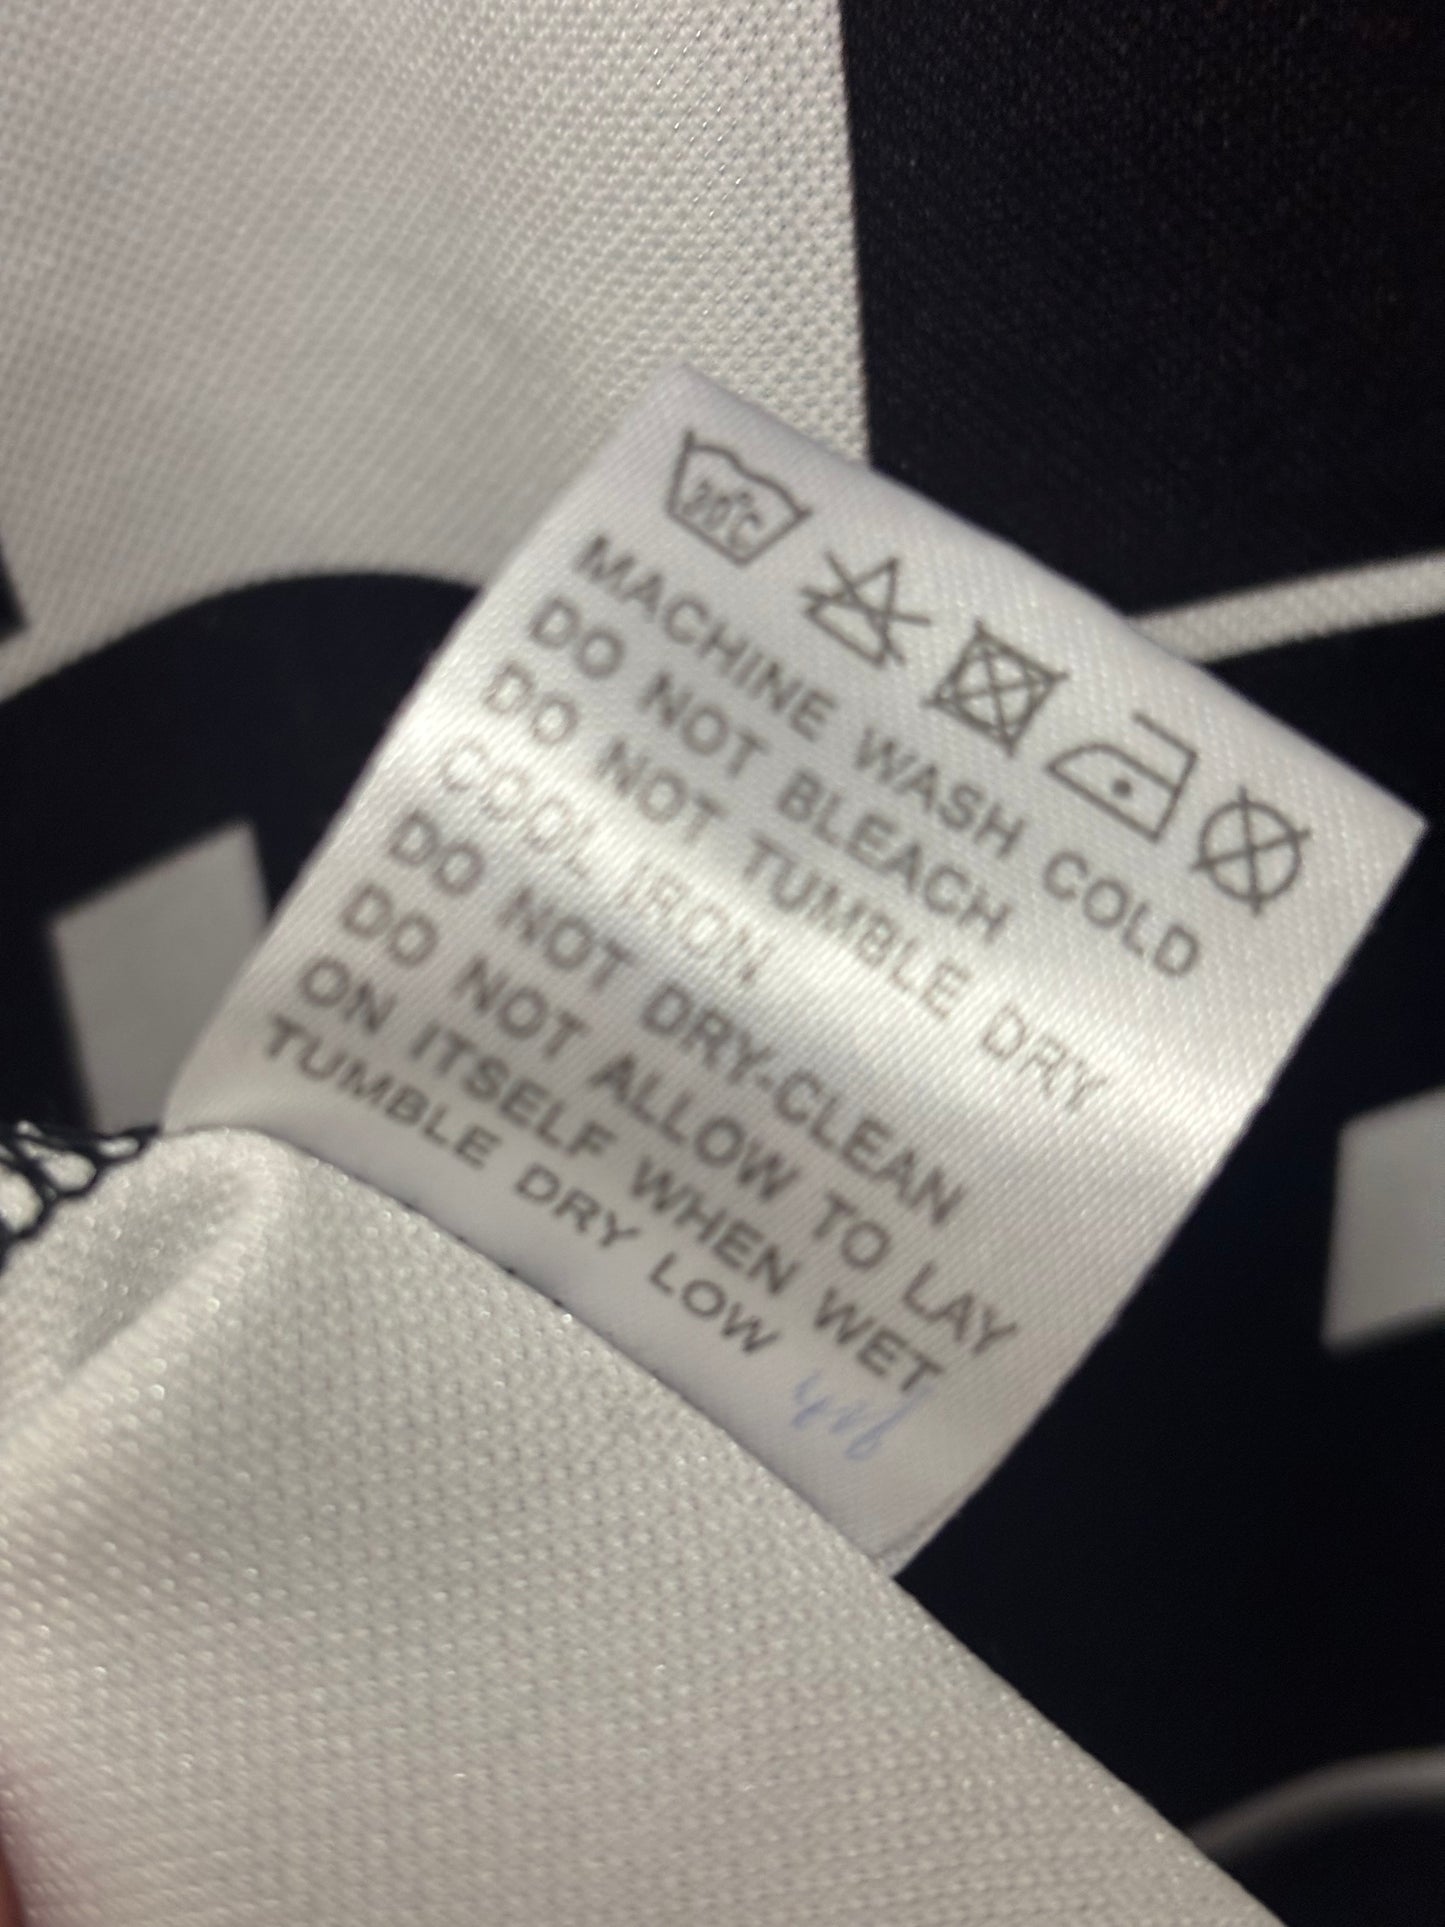 MACHINE WASH COLD
DO NOT BLEACH
DO NOT TUMBLE DRY
COOL IRON
DO NOT DRY-CLEAN
DO NOT ALLOW TO LAY
ON ITSELF WHEN WET
TUMBLE DRY LOW